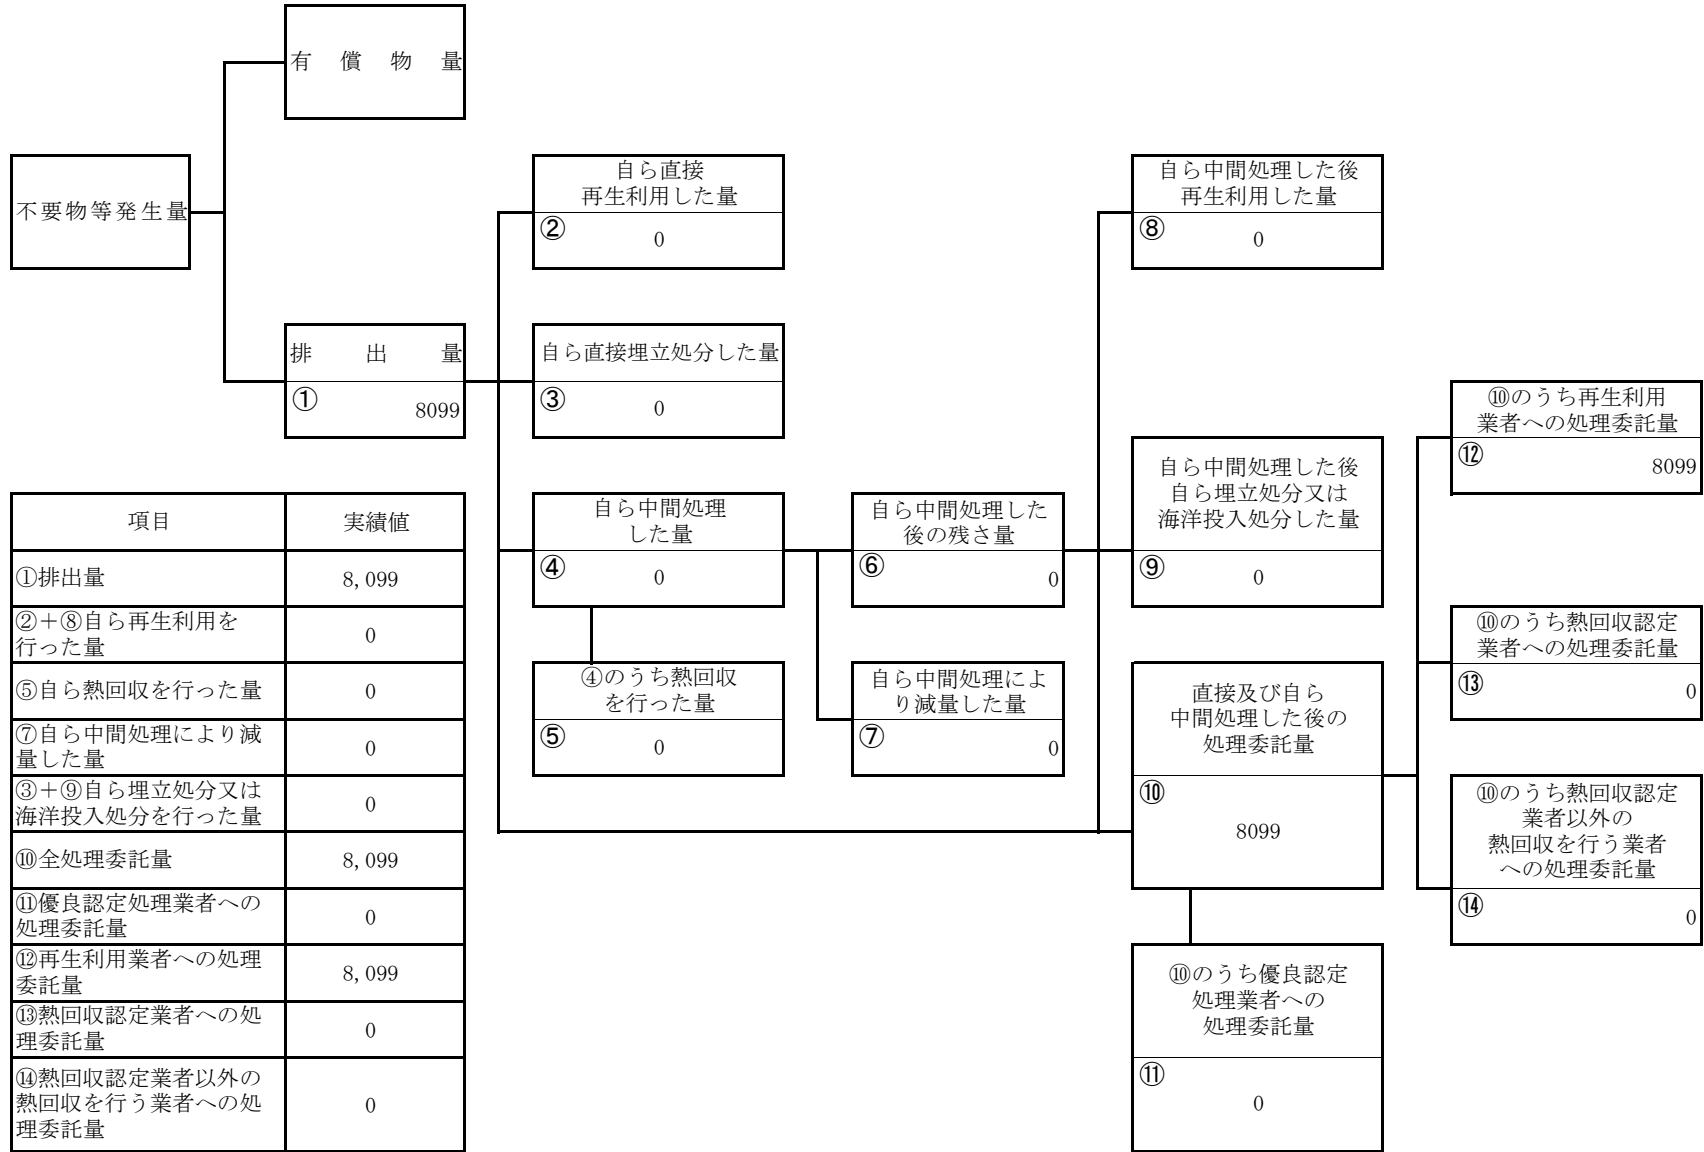 有償物量
不要物等発生量
排出量
①
8099
自ら直接
再生利用した量
②
0
自ら直接埋立処分した量
③
0
自ら中間処理
した量
④
0
④のうち熱回収
を行った量
⑤
0
自ら中間処理した
後の残さ量
⑥
0
自ら中間処理によ
り減量した量
⑦
0
自ら中間処理した後
再生利用した量
⑧
0
自ら中間処理した後
自ら埋立処分又は
海洋投入処分した量
⑨
0
直接及び自ら
中間処理した後の
処理委託量
⑩
8099
⑩のうち優良認定
処理業者への
処理委託量
⑪
0
⑩のうち再生利用
業者への処理委託量
⑫
8099
⑩のうち熱回収認定
業者への処理委託量
⑬
0
⑩のうち熱回収認定
業者以外の
熱回収を行う業者
への処理委託量
⑭
0
項目 実績値
①排出量 8,099
②＋⑧自ら再生利用を
行った量 0
⑤自ら熱回収を行った量 0
⑦自ら中間処理により減
量した量 0
③＋⑨自ら埋立処分又は
海洋投入処分を行った量 0
⑩全処理委託量 8,099
⑪優良認定処理業者への
処理委託量 0
⑫再生利用業者への処理
委託量 8,099
⑬熱回収認定業者への処
理委託量 0
⑭熱回収認定業者以外の
熱回収を行う業者への処
理委託量 0